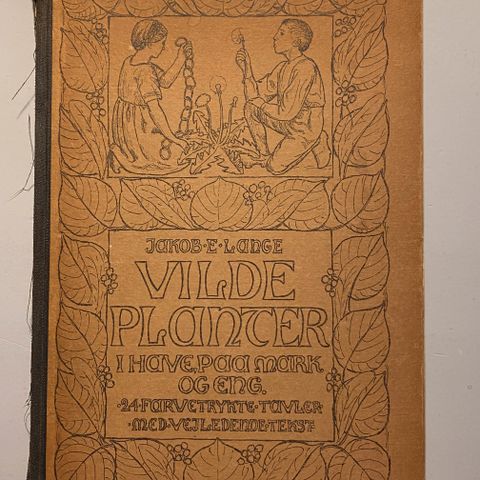 JAKOB·E·LANGE
VILDE
PLANTER
I HAVE, PAA MARK
OG ENG.
·24·FARVETRYKTE·TAVLER·
·MED·VEJLEDENDE·TEKST·